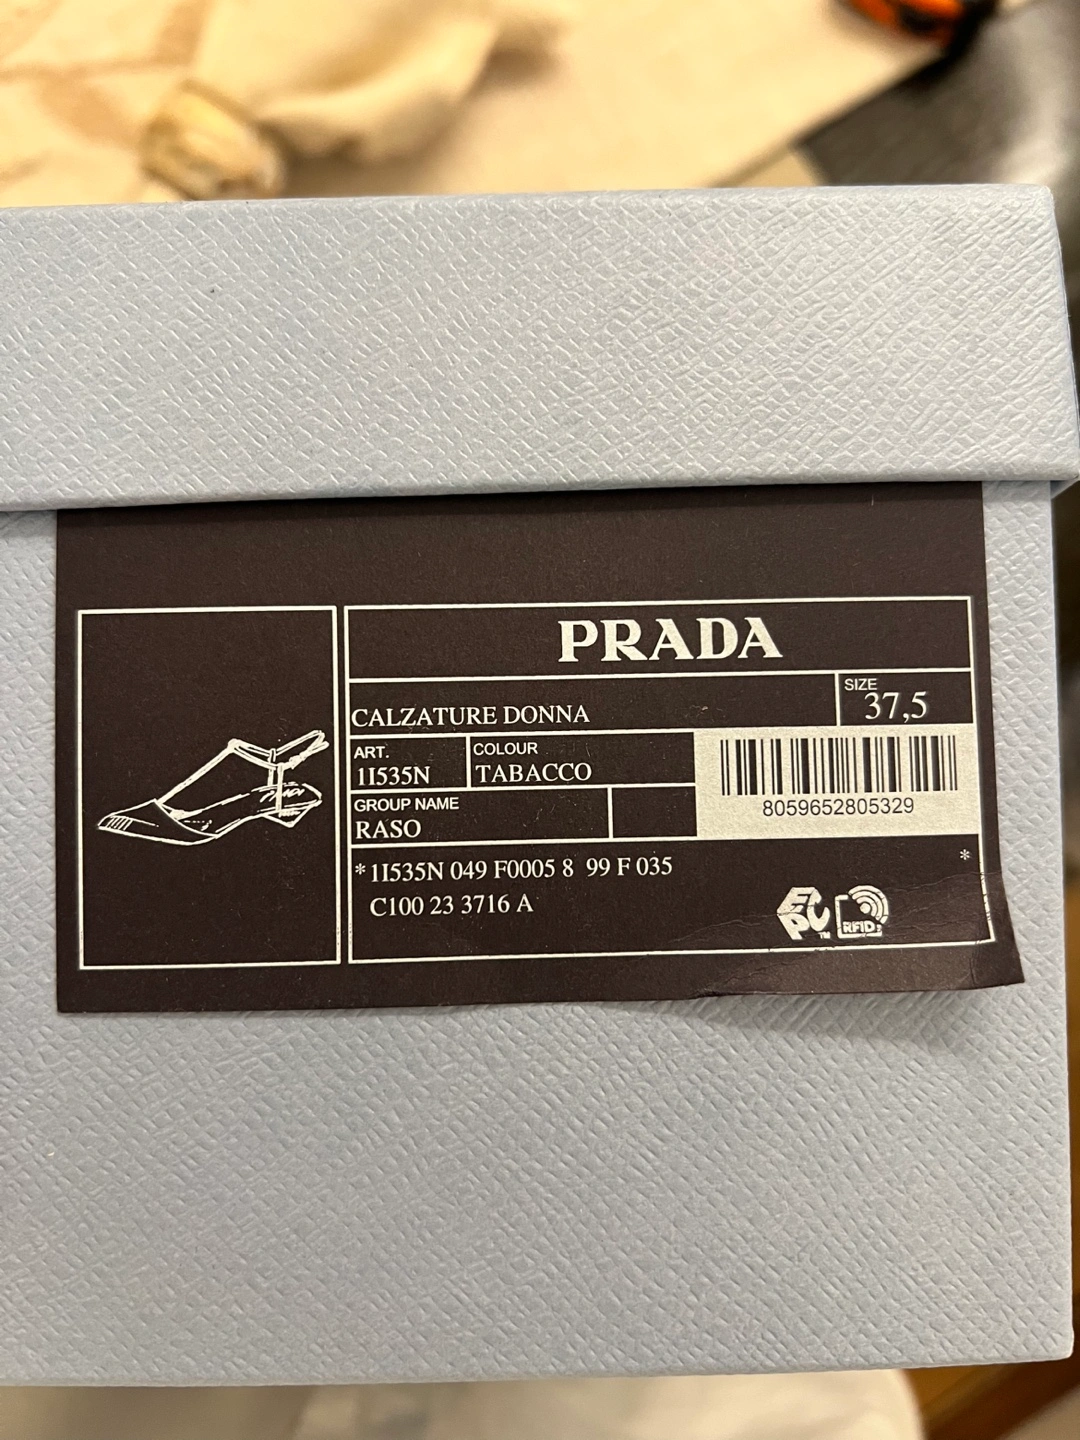 PRADA
CALZATURE DONNA
SIZE
37,5
ART.
1I535N
COLOUR
TABACCO
GROUP NAME
RASO
8059652805329
*1I535N 049 F0005 8 99 F 035 *
C100 23 3716 A
EPC™
RFID